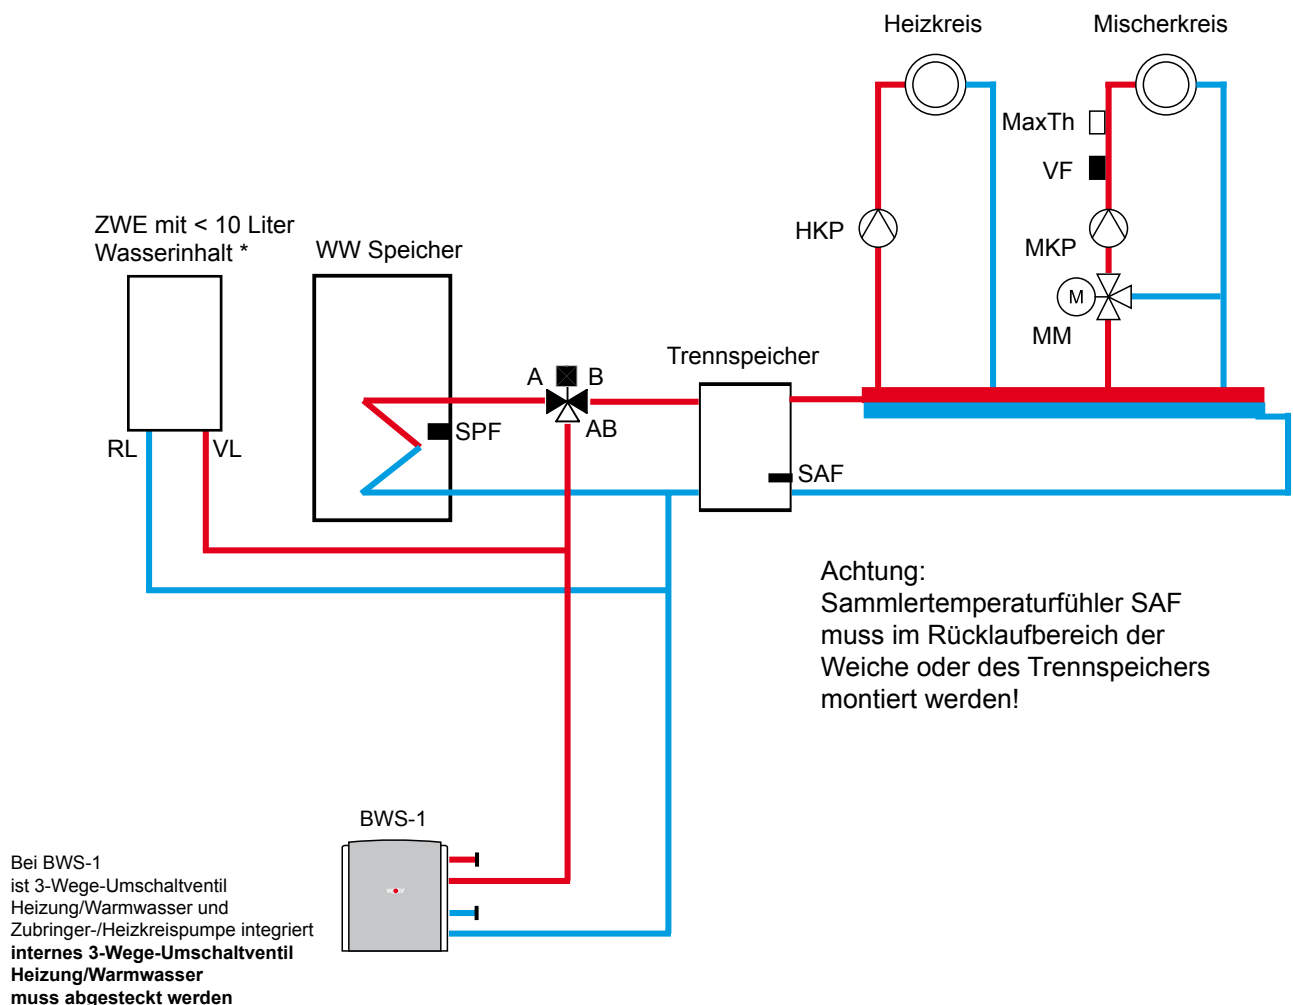 Heizkreis
Mischerkreis
MaxTh
VF
HKP
MKP
M
MM
ZWE mit < 10 Liter
Wasserinhalt *
WW Speicher
Trennspeicher
A
B
AB
SPF
RL
VL
SAF
Achtung:
Sammlertemperaturfühler SAF
muss im Rücklaufbereich der
Weiche oder des Trennspeichers
montiert werden!
BWS-1
Bei BWS-1
ist 3-Wege-Umschaltventil
Heizung/Warmwasser und
Zubringer-/Heizkreispumpe integriert
internes 3-Wege-Umschaltventil
Heizung/Warmwasser
muss abgesteckt werden